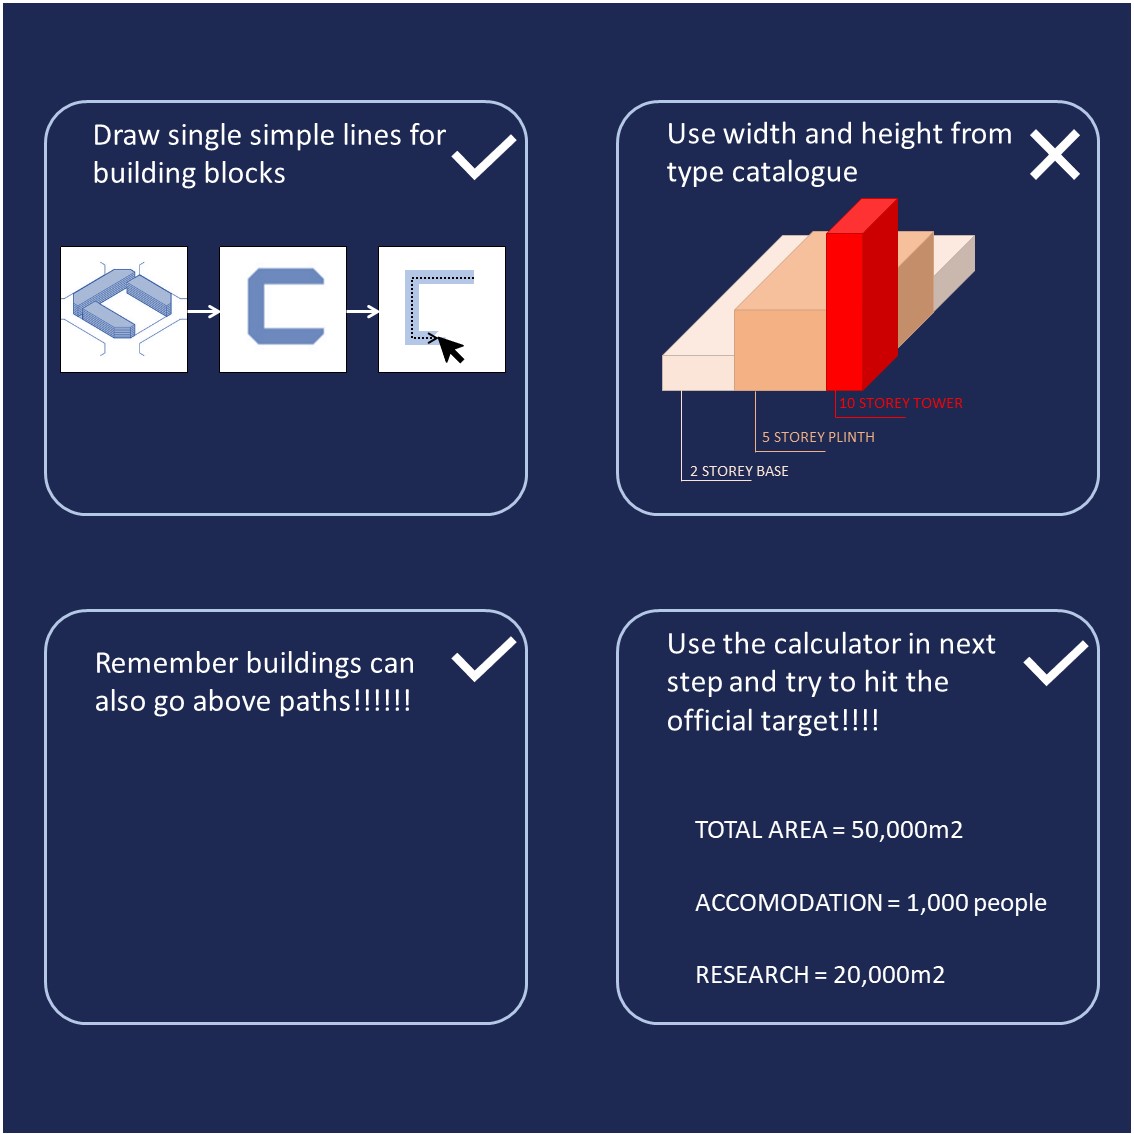 Draw single simple lines for
building blocks
Use width and height from
type catalogue
10 STOREY TOWER
5 STOREY PLINTH
2 STOREY BASE
Remember buildings can
also go above paths!!!!!!
Use the calculator in next
step and try to hit the
official target!!!!
TOTAL AREA = 50,000m2
ACCOMODATION = 1,000 people
RESEARCH = 20,000m2